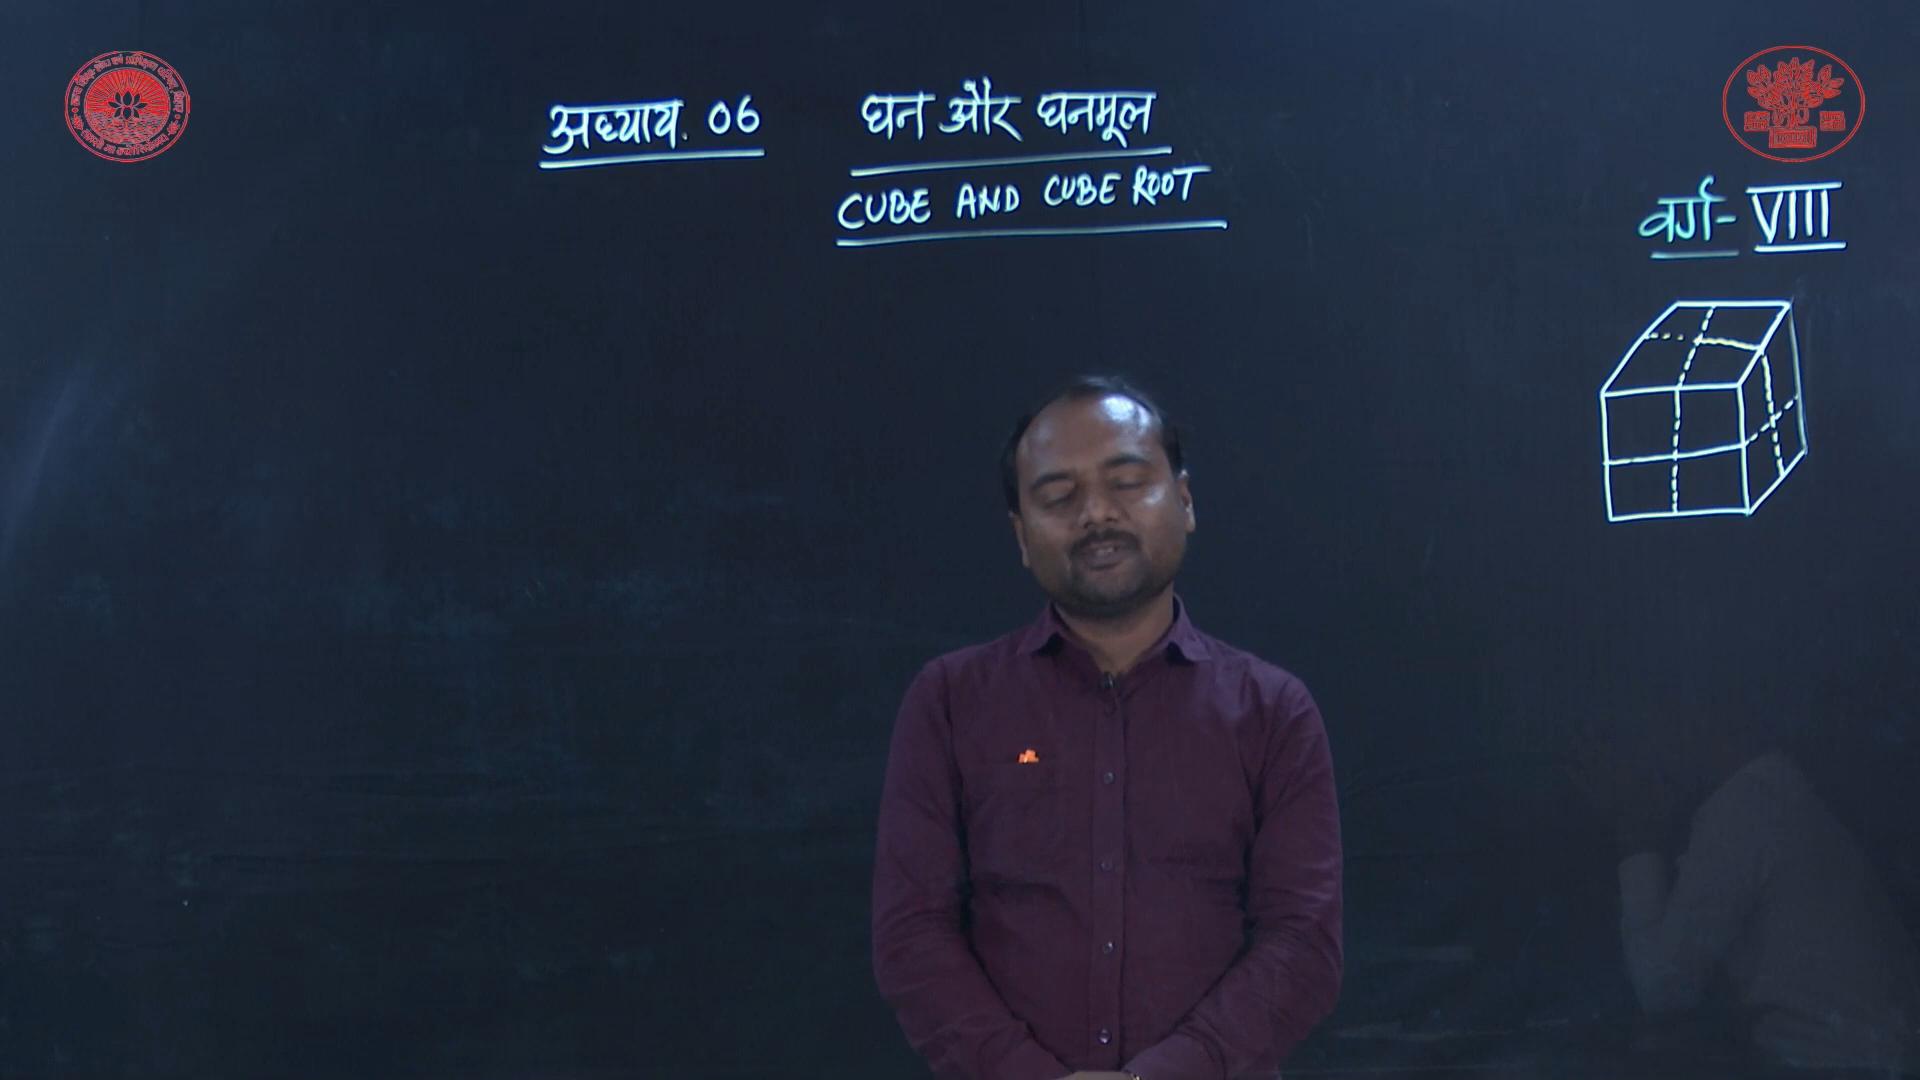 अध्याय. 06 घन और घनमूल
CUBE AND CUBE ROOT
वर्ग- VIII